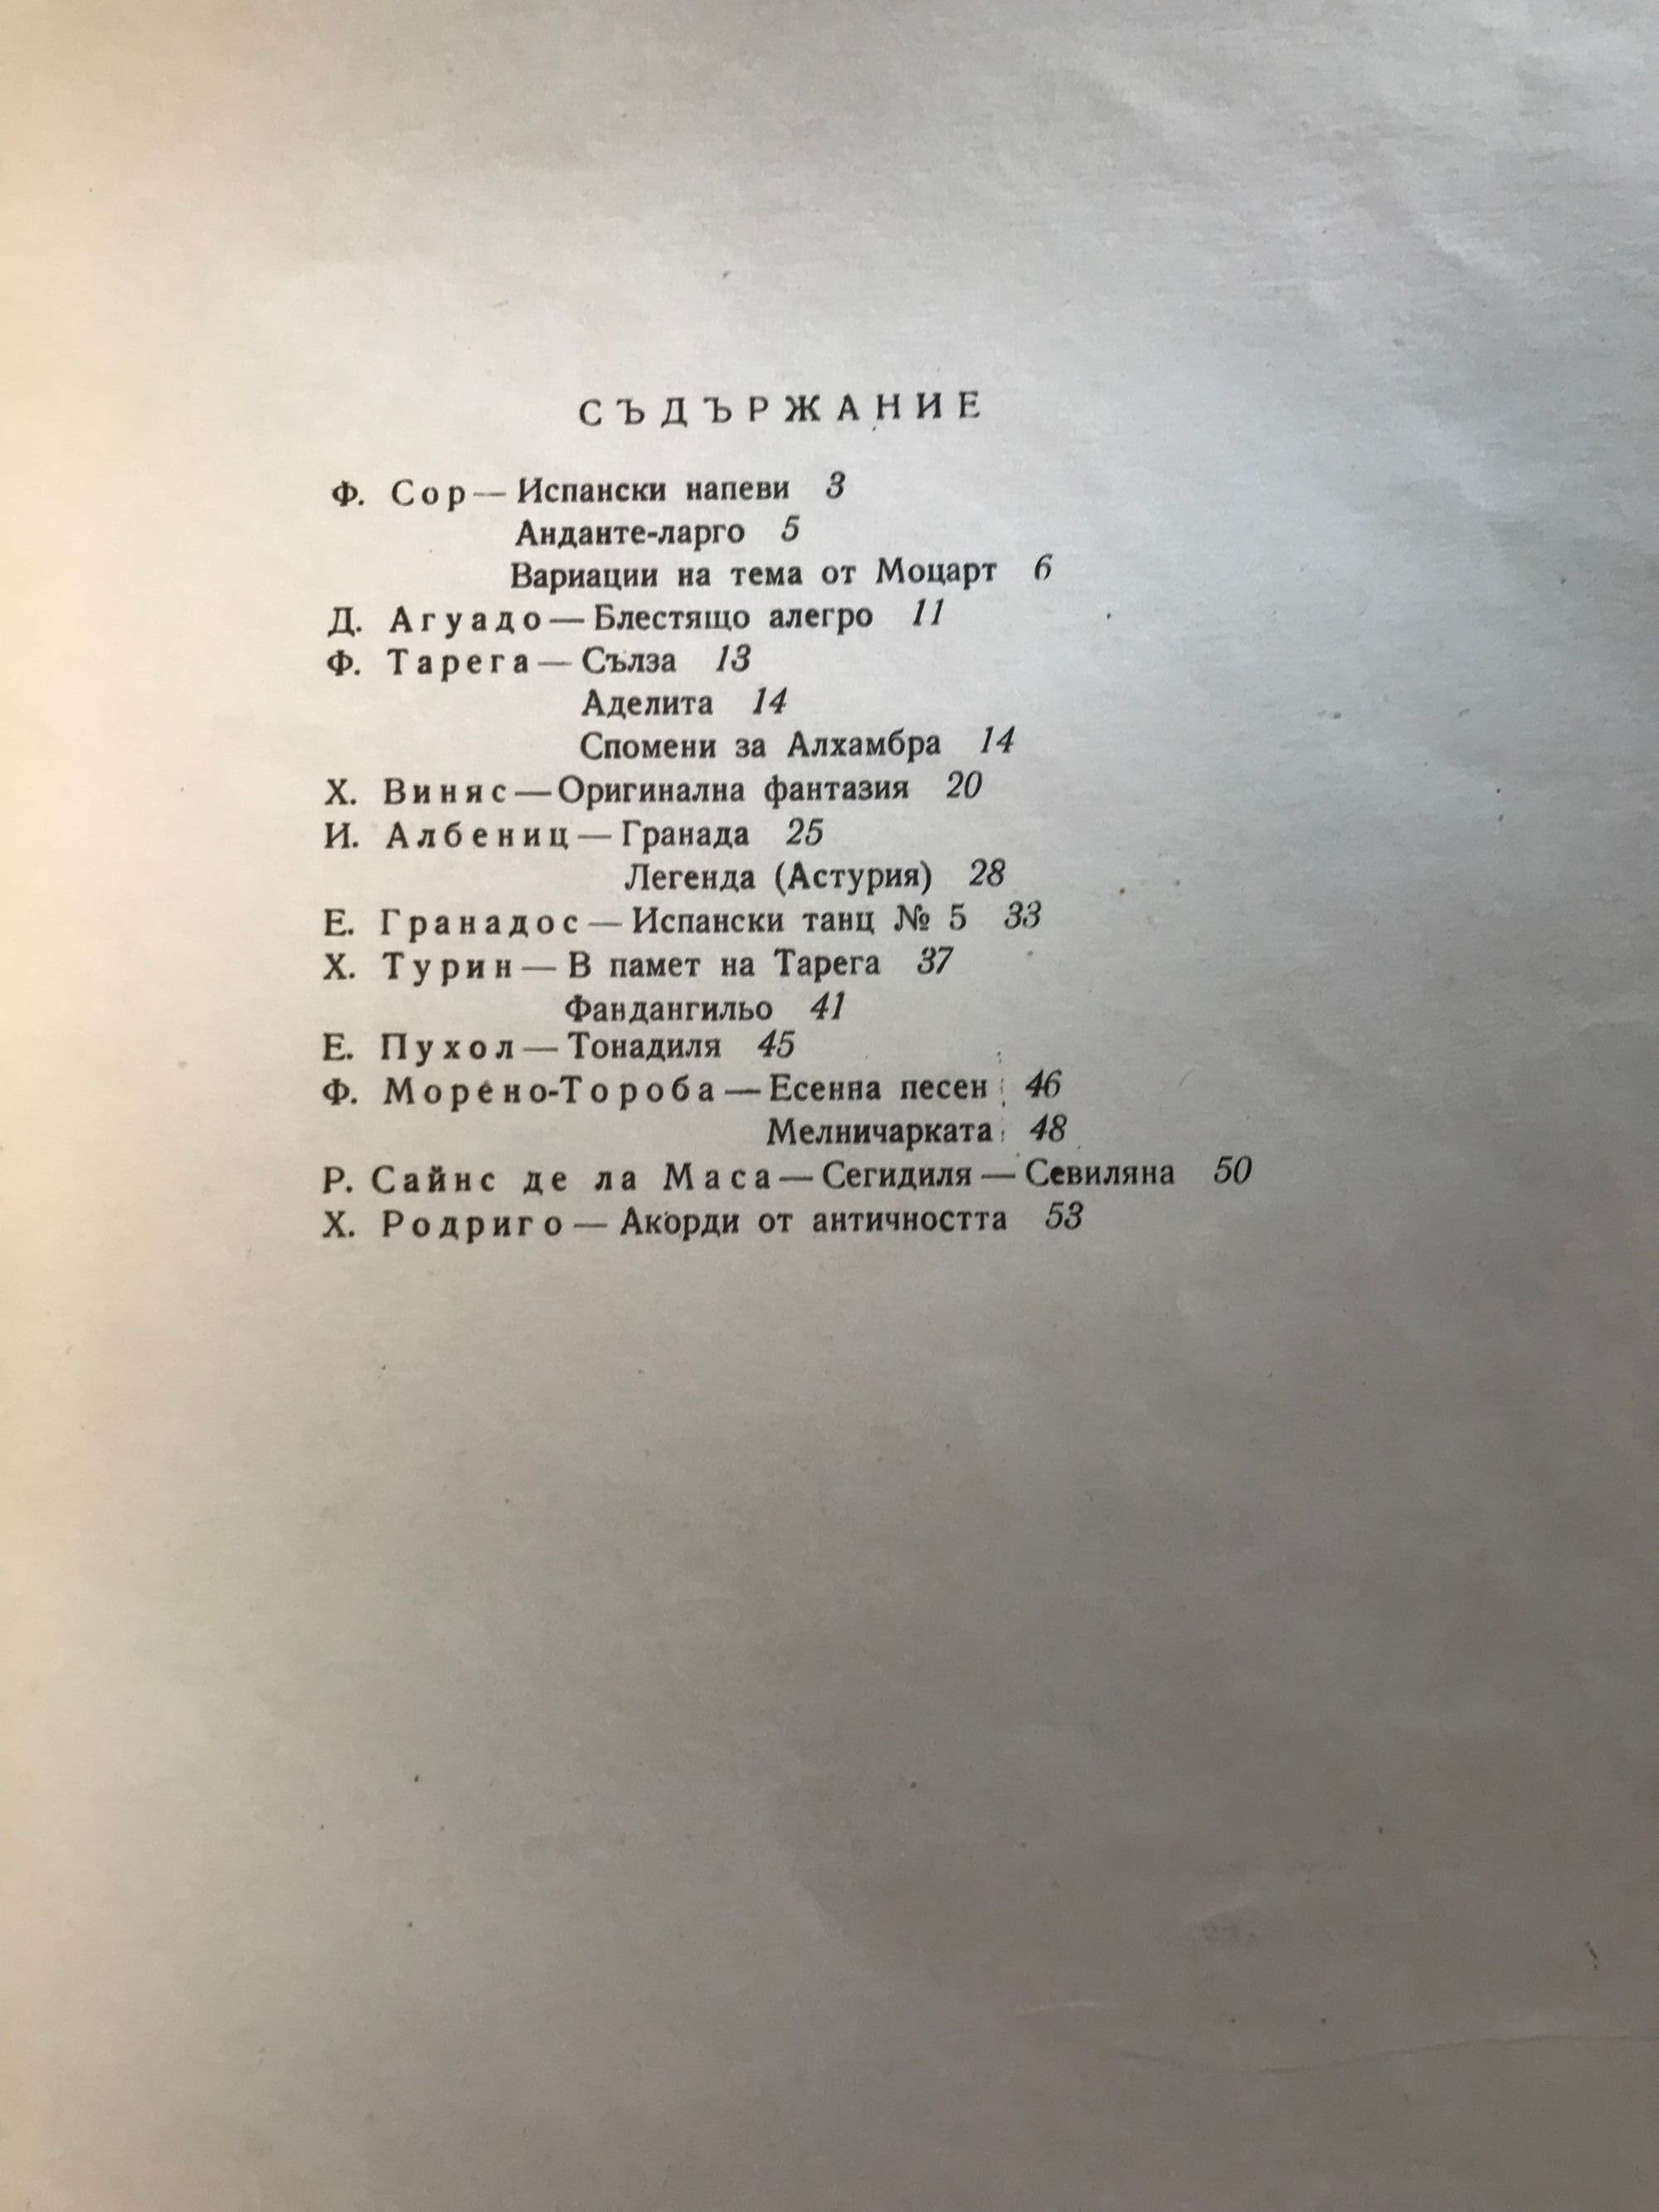 СЪДЪРЖАНИЕ
Ф. Сор — Испански напеви 3
Анданте-ларго 5
Вариации на тема от Моцарт 6
Д. Агуадо — Блестящо алегро 11
Ф. Тарега — Сълза 13
Аделита 14
Спомени за Алхамбра 14
Х. Виняс — Оригинална фантазия 20
И. Албениц — Гранада 25
Легенда (Астурия) 28
Е. Гранадос — Испански танц № 5 33
Х. Турин — В памет на Тарега 37
Фандангильо 41
Е. Пухол — Тонадиля 45
Ф. Морено-Тороба — Есенна песен 46
Мелничарката 48
Р. Сайнс де ла Маса — Сегидиля — Севиляна 50
Х. Родриго — Акорди от античността 53